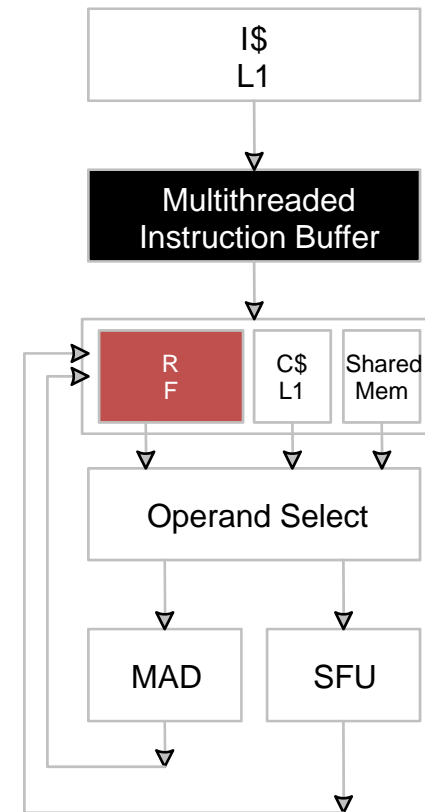 I$
L1
Multithreaded
Instruction Buffer
R
F
C$
L1
Shared
Mem
Operand Select
MAD
SFU